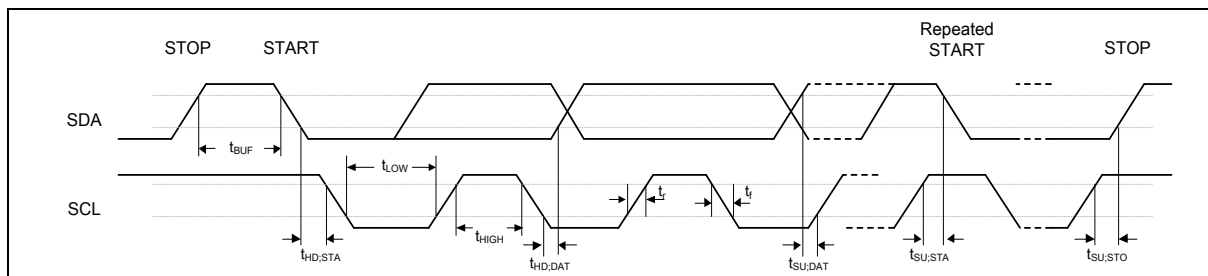 Repeated
STOP START START STOP
SDA
tBUF
tLOW
tr tf
SCL
tHIGH
tHD;STA tHD;DAT tSU;DAT tSU;STA tSU;STO